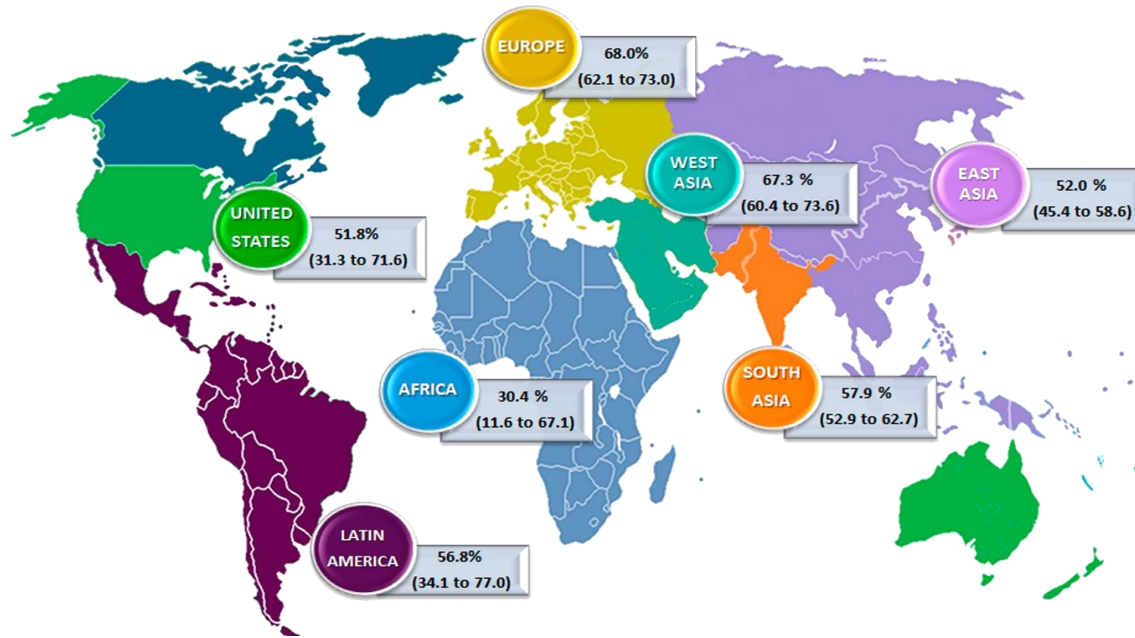 EUROPE
68.0%
(62.1 to 73.0)
WEST
ASIA
67.3 %
(60.4 to 73.6)
EAST
ASIA
52.0 %
(45.4 to 58.6)
UNITED
STATES
51.8%
(31.3 to 71.6)
AFRICA
30.4 %
(11.6 to 67.1)
SOUTH
ASIA
57.9 %
(52.9 to 62.7)
LATIN
AMERICA
56.8%
(34.1 to 77.0)